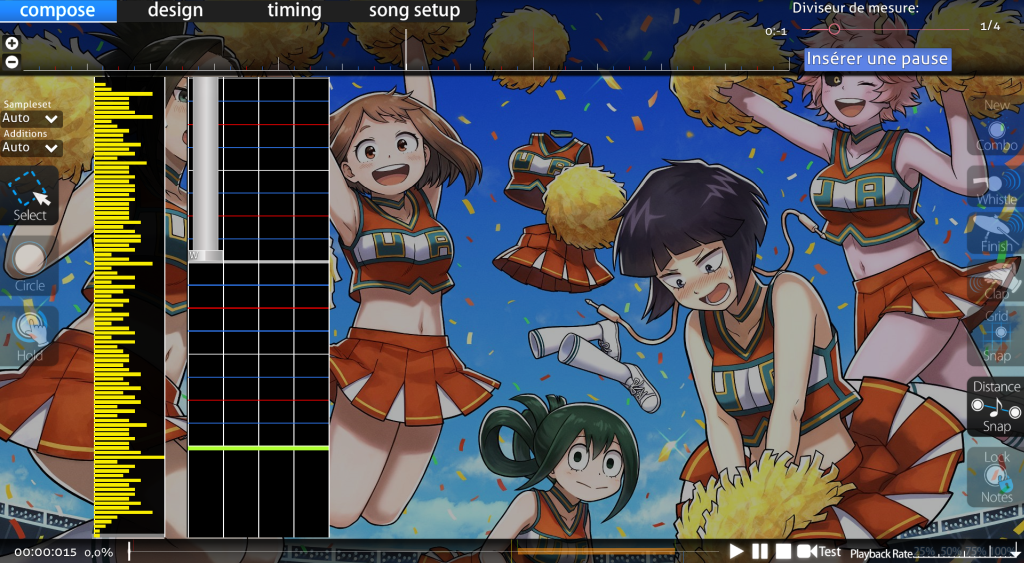 compose design timing song setup
Diviseur de mesure:
0:-1
1/4
Insérer une pause
Sampleset
Auto
Additions
Auto
Select
Circle
Hold
New
Combo
Whistle
Finish
Clap
Grid
Snap
Distance
Snap
Lock
Notes
W
U A
J A
00:00:015 0,0%
Test
Playback Rate
25% 50% 75% 100%